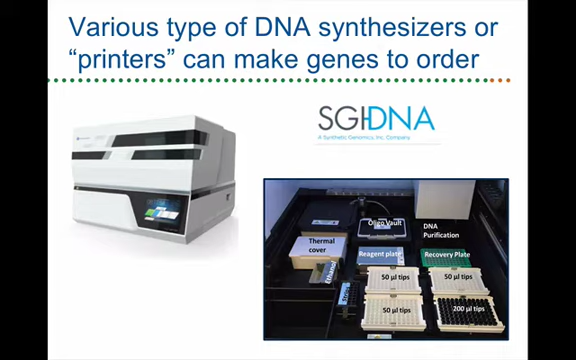 Various type of DNA synthesizers or
“printers” can make genes to order
SGI-DNA
A Synthetic Genomics, Inc. Company
Oligo Vault
DNA
Purification
Thermal
cover
Ethanol
Reagent plate
Recovery Plate
50 µl tips
50 µl tips
Strips
50 µl tips
200 µl tips